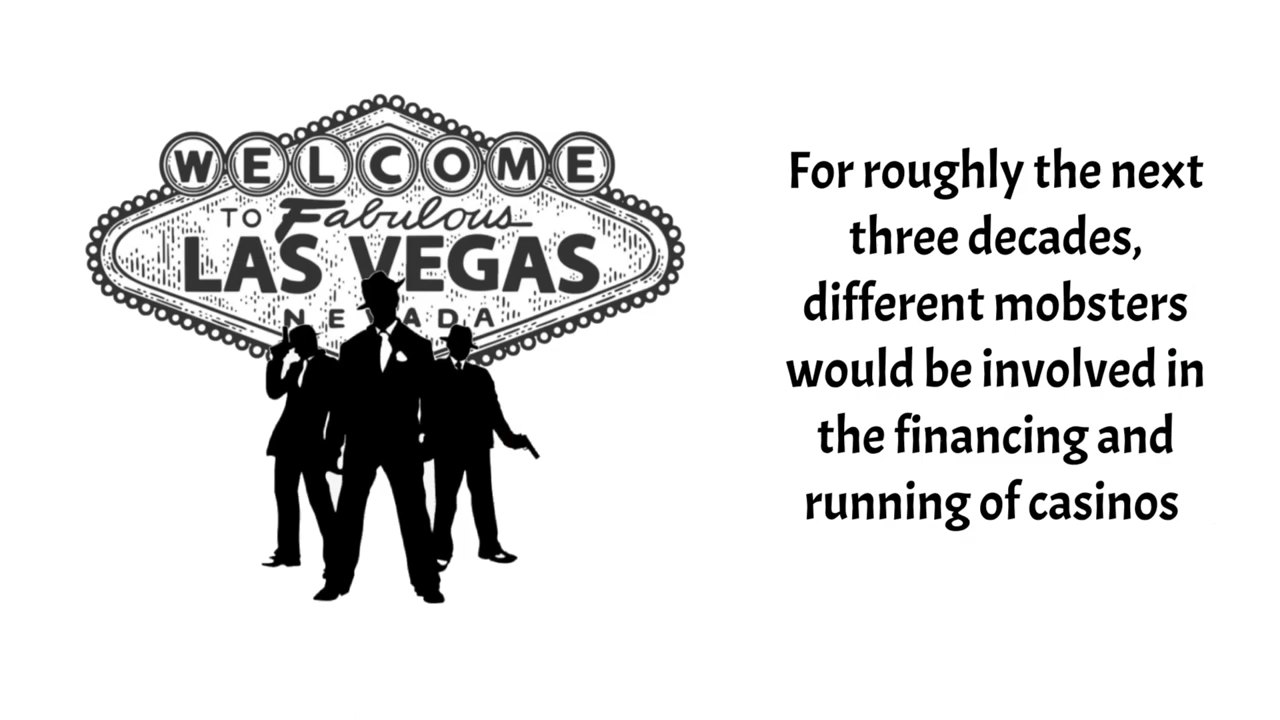 WELCOME
TO Fabulous
LAS VEGAS
NEVADA
For roughly the next
three decades,
different mobsters
would be involved in
the financing and
running of casinos